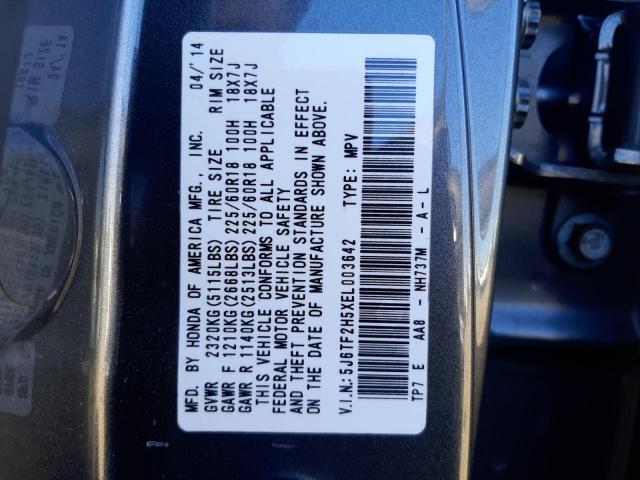 MFD. BY HONDA OF AMERICA MFG., INC. 04/'14
GVWR 2320KG(5115LBS) TIRE SIZE RIM SIZE
GAWR F 1210KG(2668LBS) 225/60R18 100H 18X7J
GAWR R 1140KG(2513LBS) 225/60R18 100H 18X7J
THIS VEHICLE CONFORMS TO ALL APPLICABLE
FEDERAL MOTOR VEHICLE SAFETY
AND THEFT PREVENTION STANDARDS IN EFFECT
ON THE DATE OF MANUFACTURE SHOWN ABOVE.
V.I.N.:5J6TF2H5XEL003642 TYPE: MPV
TP7 E AA8 - NH737M - A - L